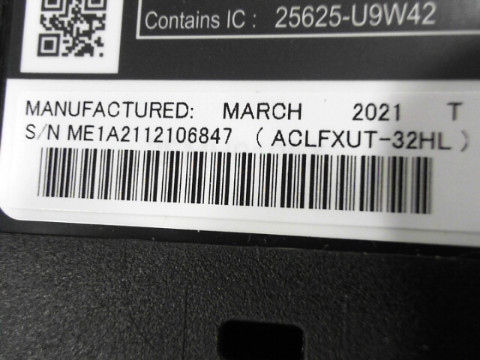 Contains IC : 25625-U9W42
MANUFACTURED: MARCH 2021 T
S/N ME1A2112106847 ( ACLFXUT-32HL )